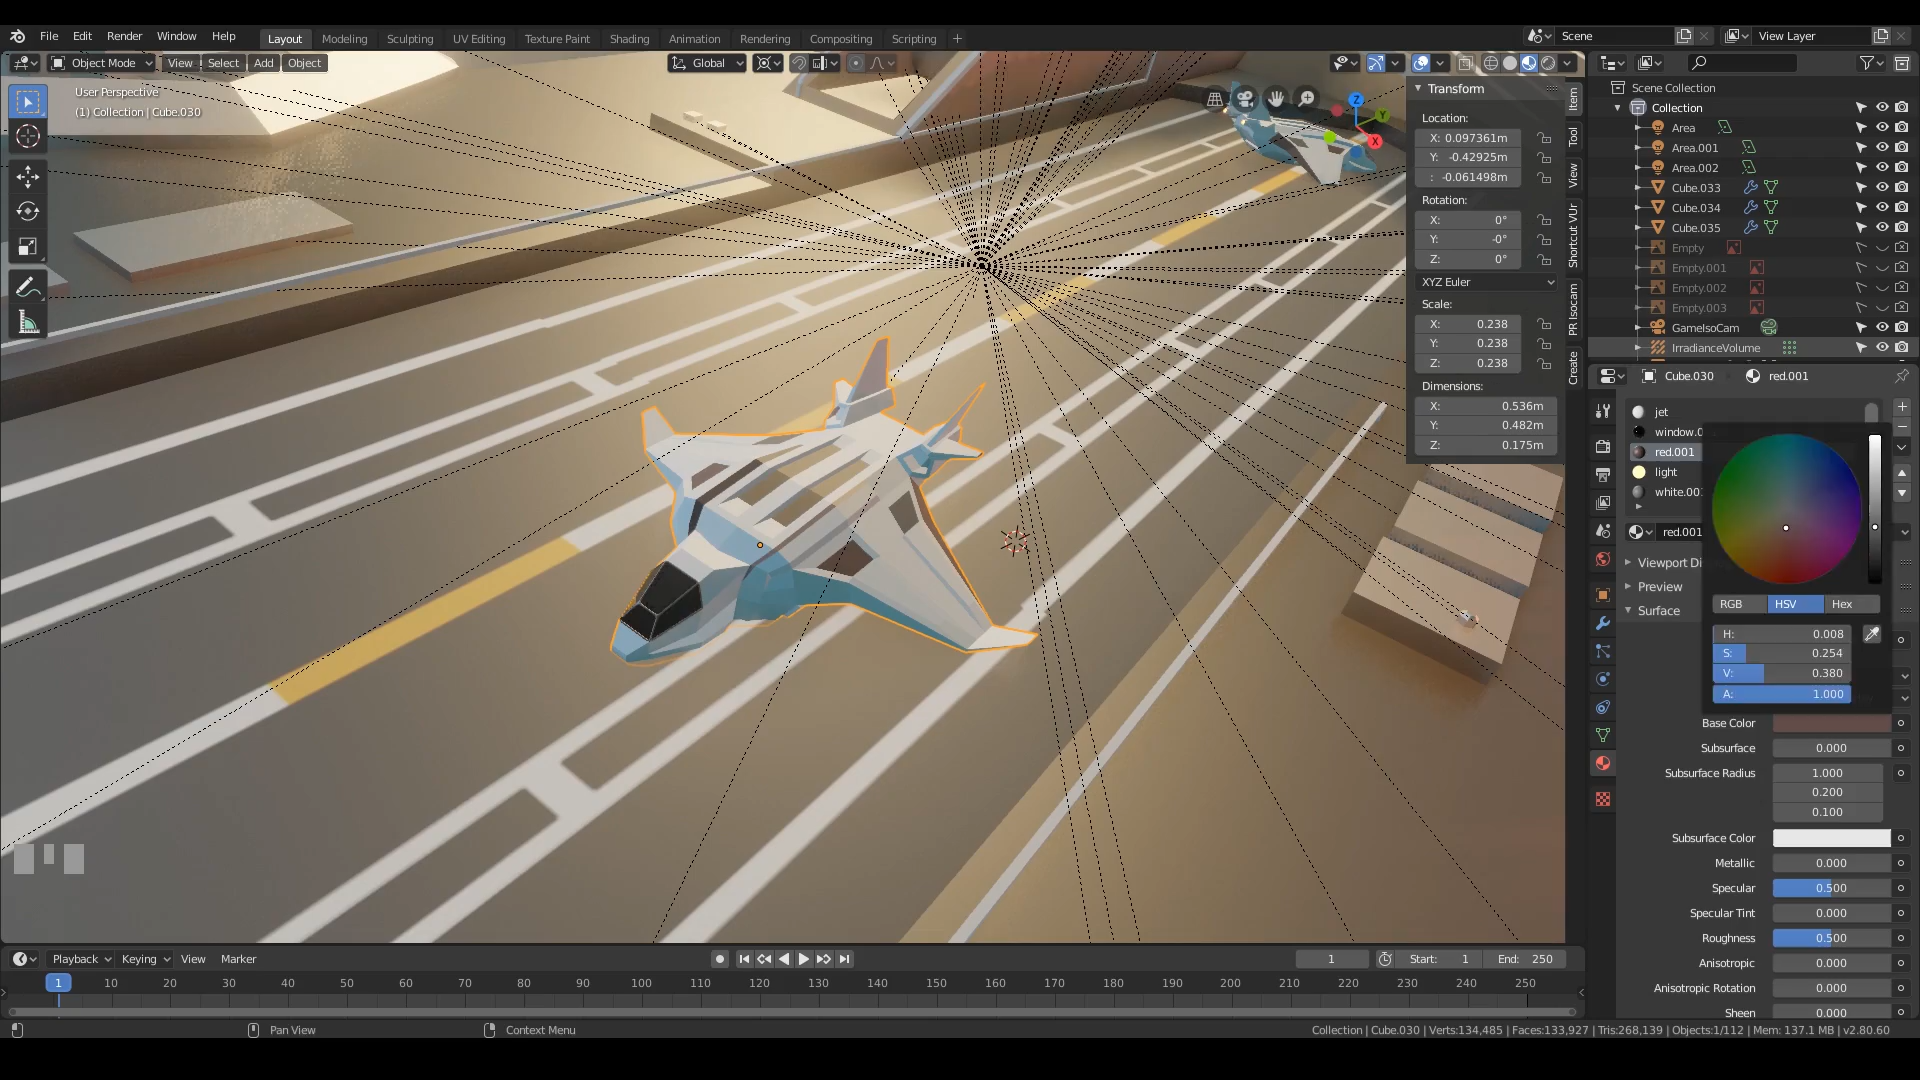 File Edit Render Window Help Layout Modeling Sculpting UV Editing Texture Paint Shading Animation Rendering Compositing Scripting + Scene View Layer
Object Mode View Select Add Object Global
User Perspective
(1) Collection | Cube.030
Transform
Location:
X: 0.097361m
Y: -0.42925m
: -0.061498m
Rotation:
X: 0°
Y: -0°
Z: 0°
XYZ Euler
Scale:
X: 0.238
Y: 0.238
Z: 0.238
Dimensions:
X: 0.536m
Y: 0.482m
Z: 0.175m
Item
Tool
View
Shortcut VUr
PR Isocam
Create
Z
Y
X
Scene Collection
Collection
Area
Area.001
Area.002
Cube.033
Cube.034
Cube.035
Empty
Empty.001
Empty.002
Empty.003
GameIsoCam
IrradianceVolume
Cube.030 red.001
jet
window.0
red.001
light
white.00
red.001
Viewport Di
Preview
Surface
RGB HSV Hex
H: 0.008
S: 0.254
V: 0.380
A: 1.000
Base Color
Subsurface 0.000
Subsurface Radius 1.000
0.200
0.100
Subsurface Color
Metallic 0.000
Specular 0.500
Specular Tint 0.000
Roughness 0.500
Anisotropic 0.000
Anisotropic Rotation 0.000
Sheen 0.000
Playback Keying View Marker 1 Start: 1 End: 250
1 10 20 30 40 50 60 70 80 90 100 110 120 130 140 150 160 170 180 190 200 210 220 230 240 250
Pan View Context Menu Collection | Cube.030 | Verts:134,485 | Faces:133,927 | Tris:268,139 | Objects:1/112 | Mem: 137.1 MB | v2.80.60